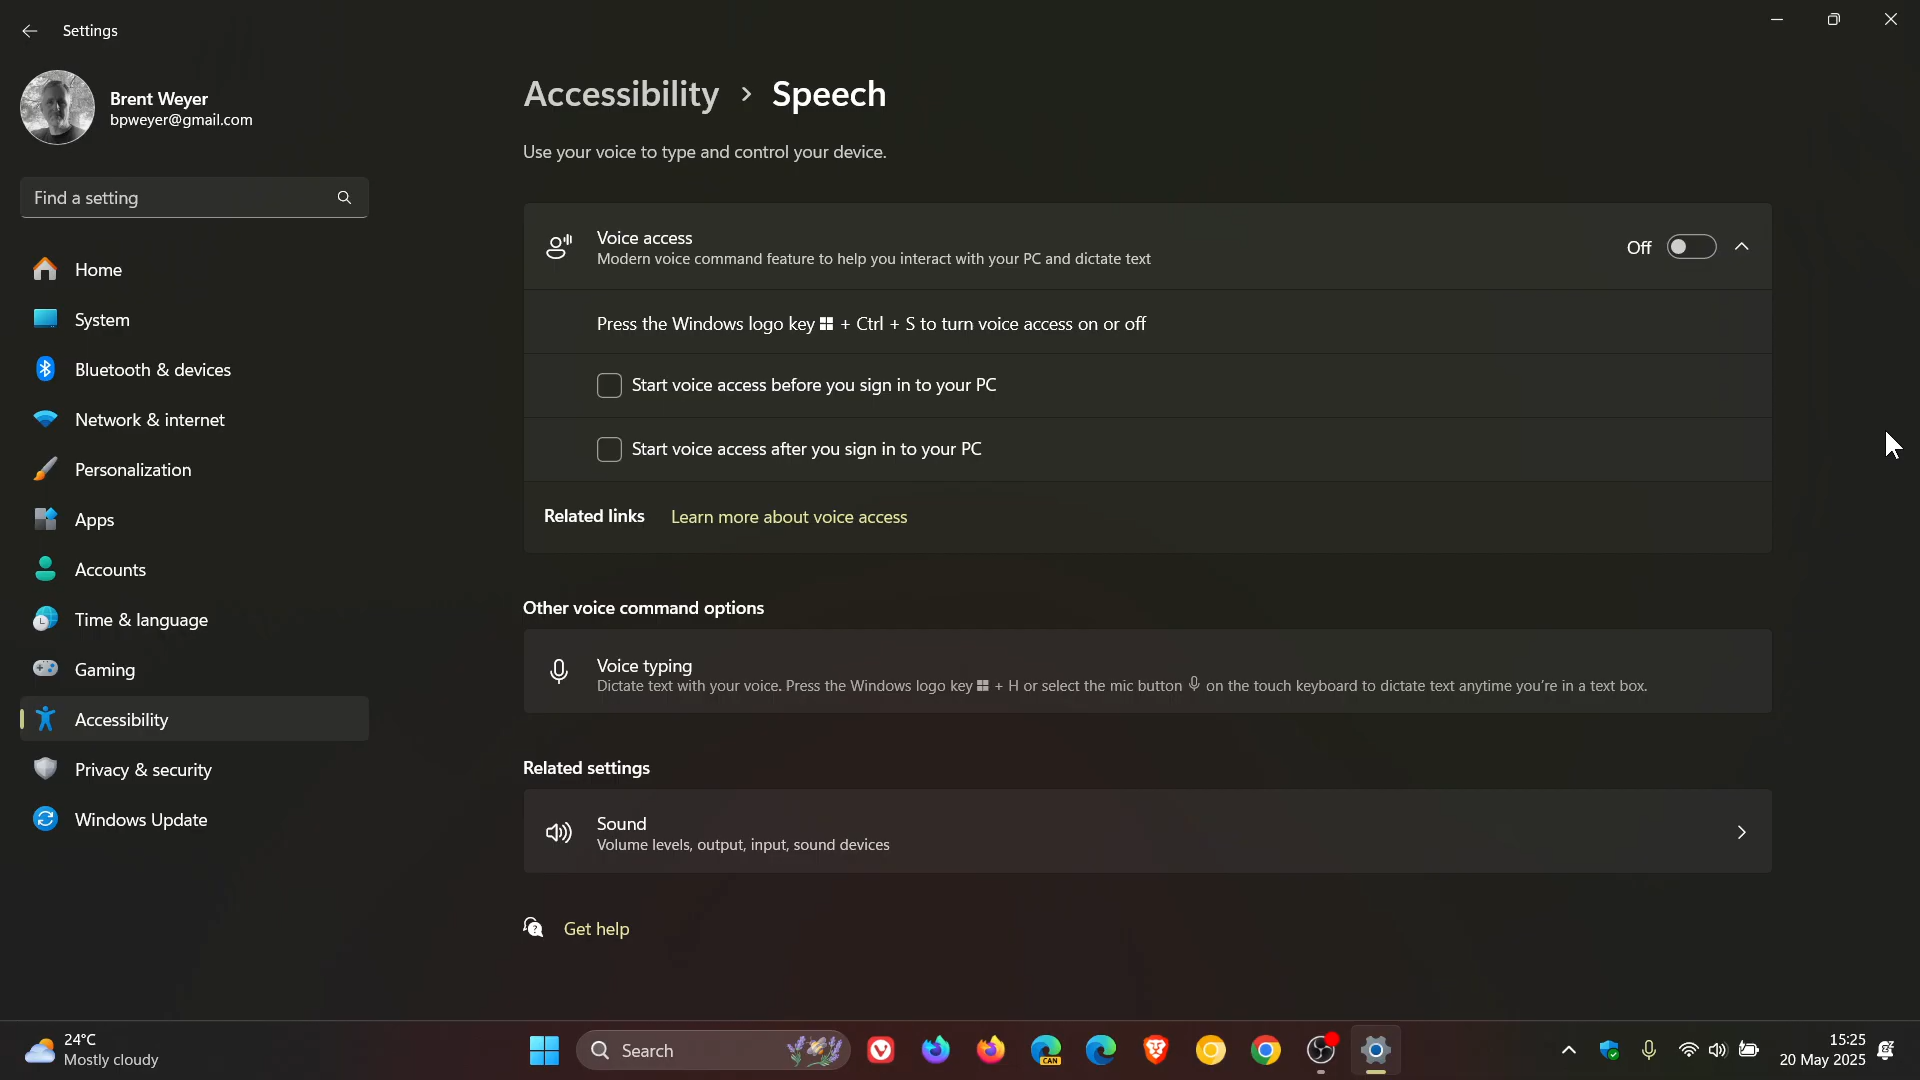 Settings
Brent Weyer
bpweyer@gmail.com
Find a setting
Home
System
Bluetooth & devices
Network & internet
Personalization
Apps
Accounts
Time & language
Gaming
Accessibility
Privacy & security
Windows Update
Accessibility > Speech
Use your voice to type and control your device.
Voice access
Modern voice command feature to help you interact with your PC and dictate text
Off
Press the Windows logo key + Ctrl + S to turn voice access on or off
Start voice access before you sign in to your PC
Start voice access after you sign in to your PC
Related links Learn more about voice access
Other voice command options
Voice typing
Dictate text with your voice. Press the Windows logo key + H or select the mic button on the touch keyboard to dictate text anytime you're in a text box.
Related settings
Sound
Volume levels, output, input, sound devices
Get help
24°C
Mostly cloudy
Search
CAN
15:25
20 May 2025